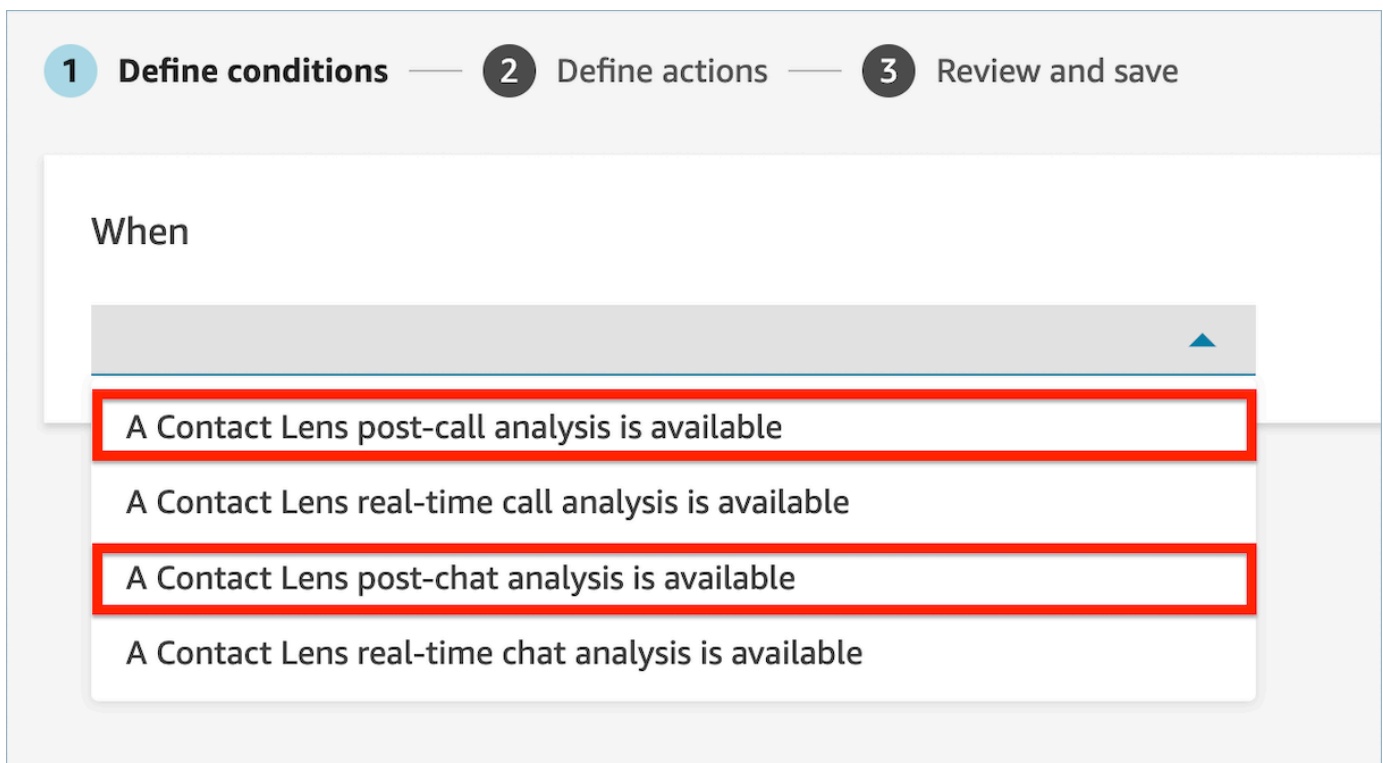 1 Define conditions 2 Define actions 3 Review and save
When
A Contact Lens post-call analysis is available
A Contact Lens real-time call analysis is available
A Contact Lens post-chat analysis is available
A Contact Lens real-time chat analysis is available